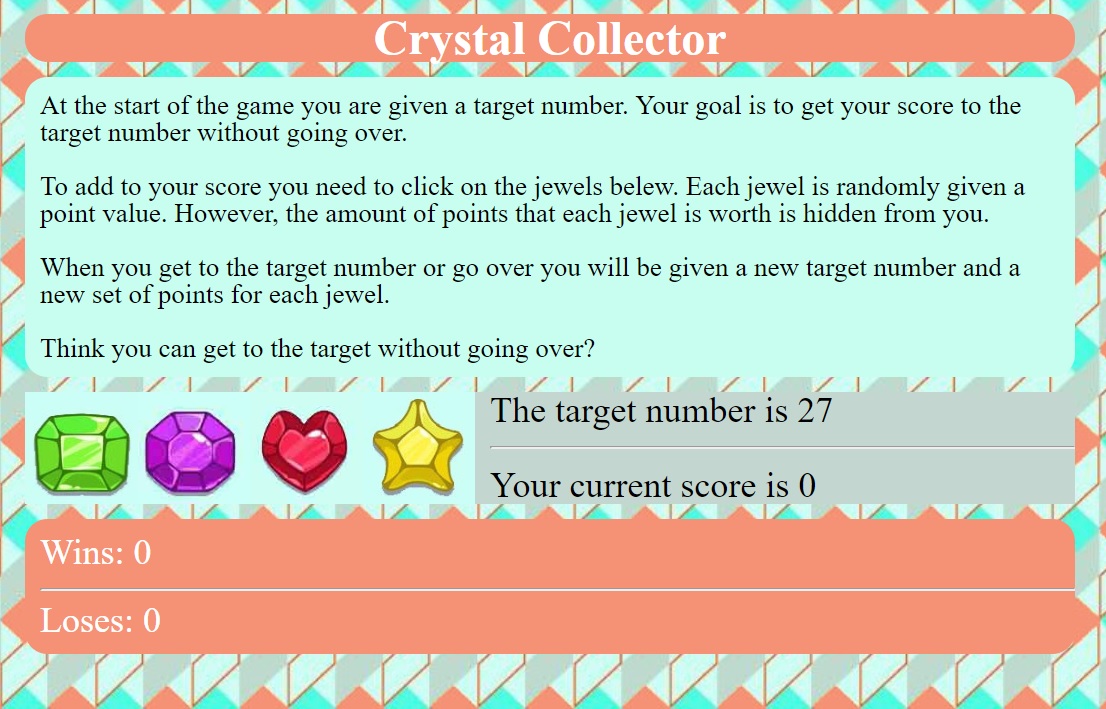 Crystal Collector
At the start of the game you are given a target number. Your goal is to get your score to the
target number without going over.
To add to your score you need to click on the jewels belew. Each jewel is randomly given a
point value. However, the amount of points that each jewel is worth is hidden from you.
When you get to the target number or go over you will be given a new target number and a
new set of points for each jewel.
Think you can get to the target without going over?
The target number is 27
Your current score is 0
Wins: 0
Loses: 0